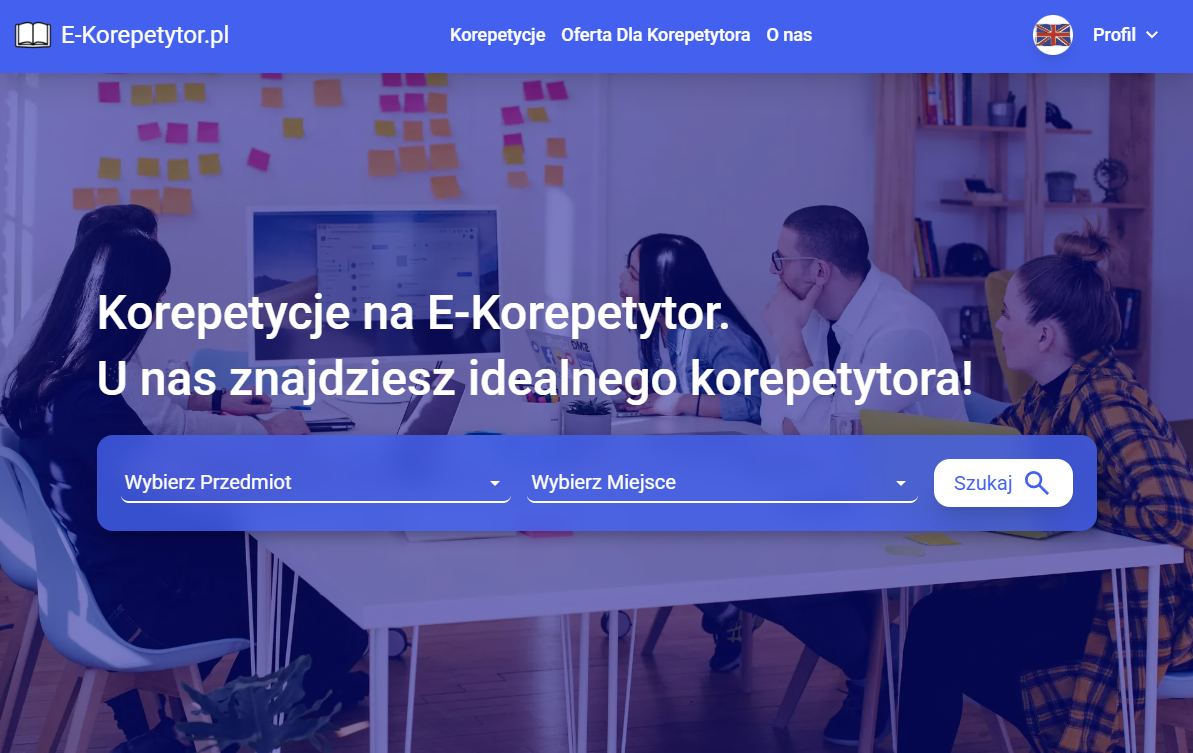 E-Korepetytor.pl
Korepetycje Oferta Dla Korepetytora O nas
Profil
Korepetycje na E-Korepetytor.
U nas znajdziesz idealnego korepetytora!
Wybierz Przedmiot
Wybierz Miejsce
Szukaj